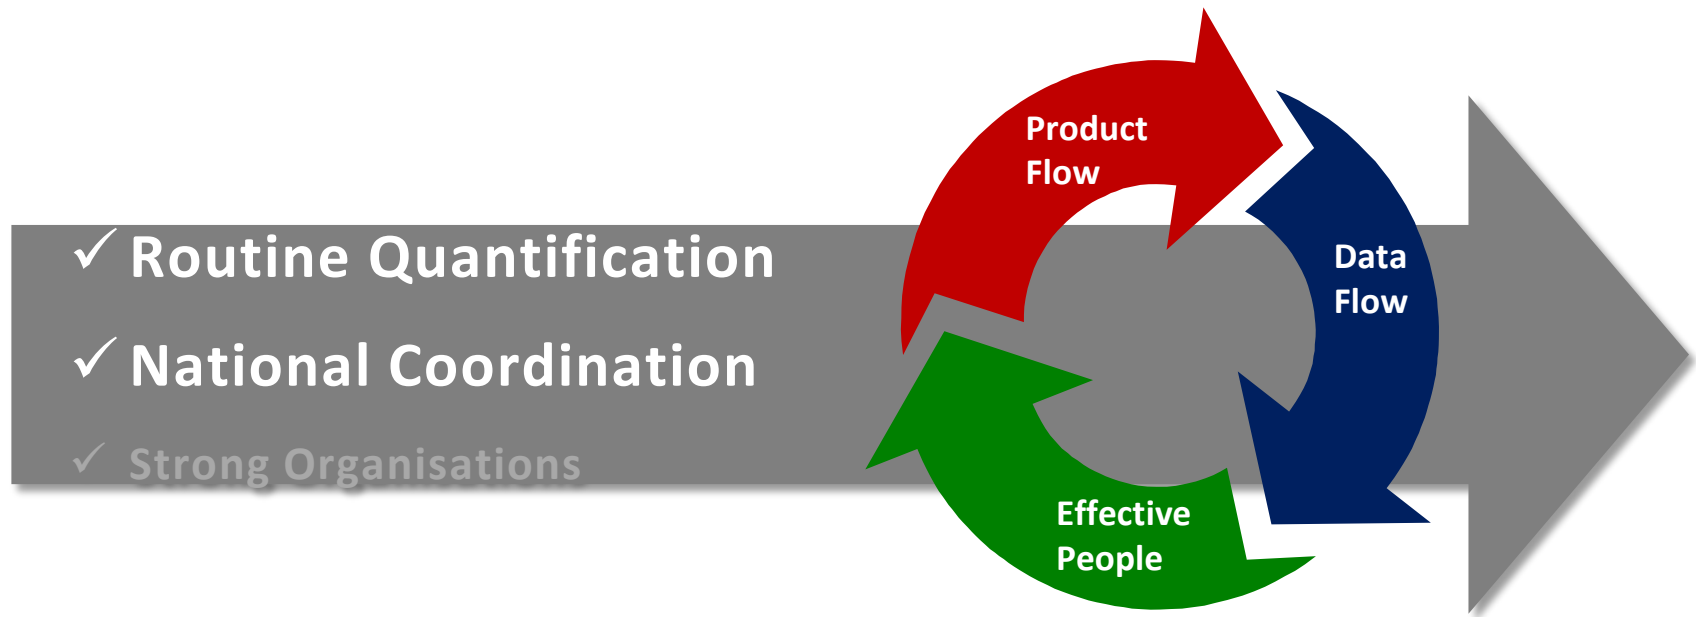 ✓ Routine Quantification
✓ National Coordination
✓ Strong Organisations
Product
Flow
Data
Flow
Effective
People